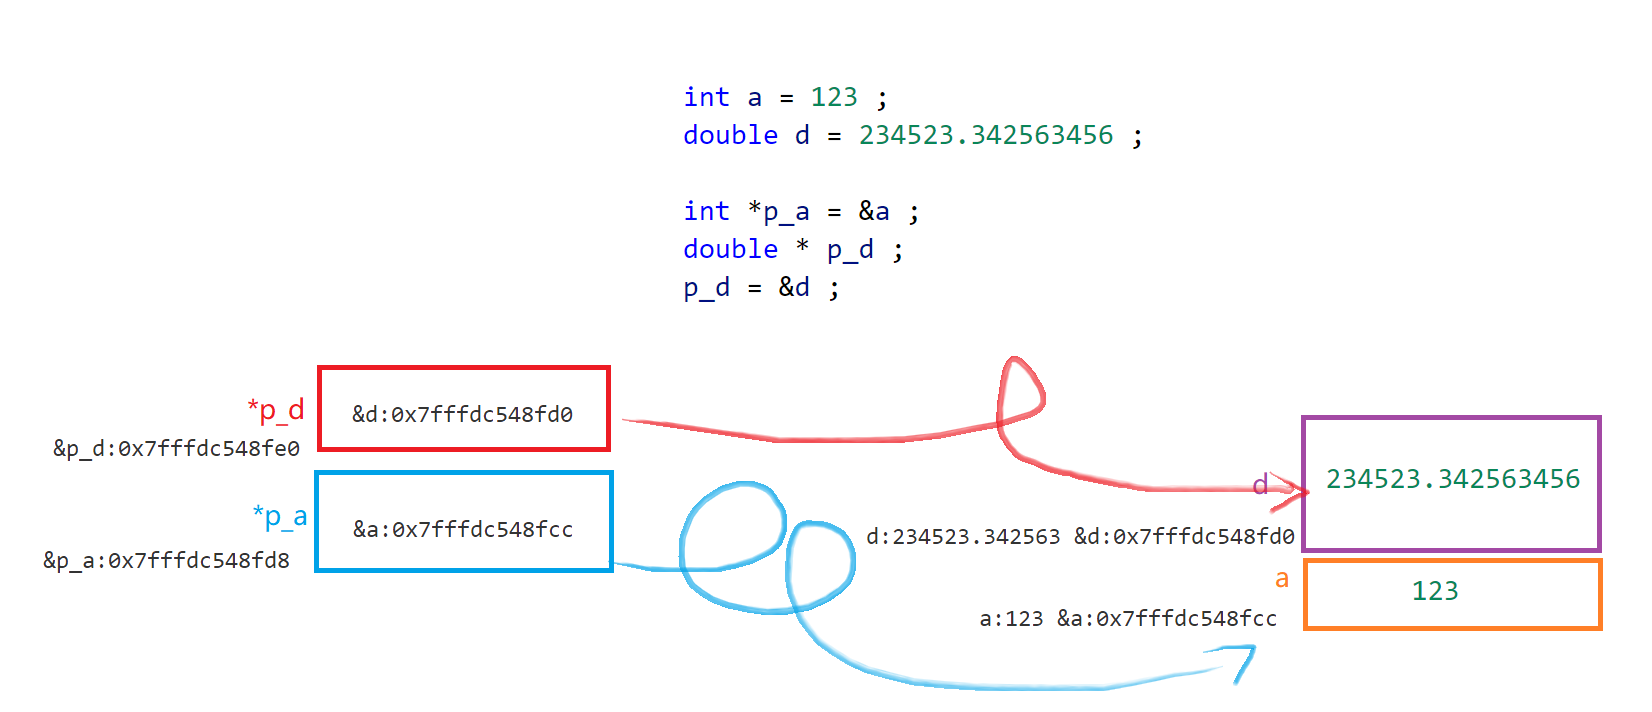 int a = 123 ;
double d = 234523.342563456 ;
int *p_a = &a ;
double * p_d ;
p_d = &d ;
*p_d
&d:0x7fffdc548fd0
&p_d:0x7fffdc548fe0
d
234523.342563456
*p_a
&a:0x7fffdc548fcc
d:234523.342563 &d:0x7fffdc548fd0
&p_a:0x7fffdc548fd8
a
123
a:123 &a:0x7fffdc548fcc